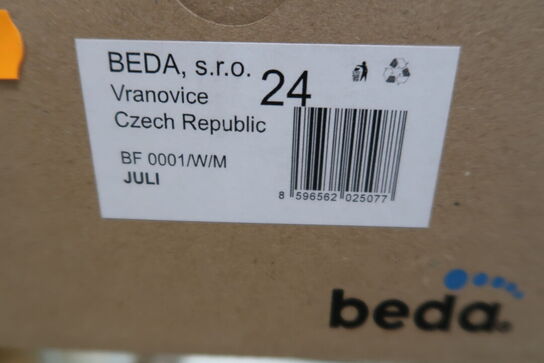 BEDA, s.r.o. 24
Vranovice
Czech Republic
BF 0001/W/M
JULI
8 596562 025077
beda®